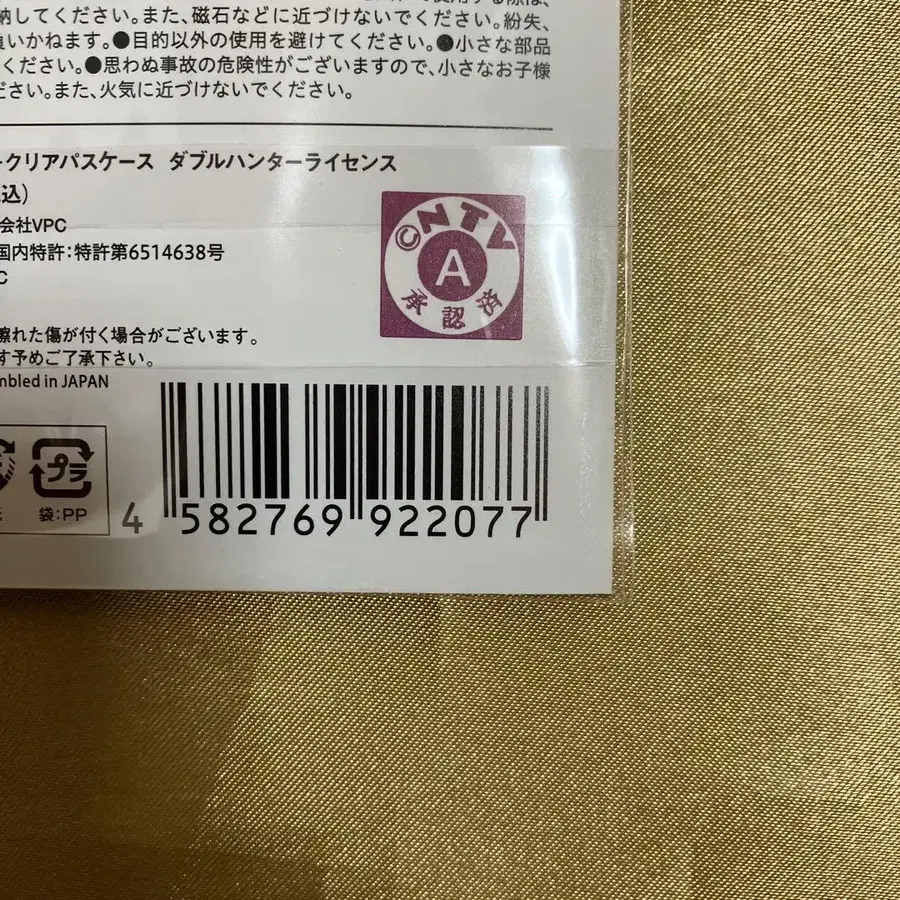 納してください。また、磁石などに近づけないでください。紛失、
負いかねます。●目的以外の使用を避けてください。●小さな部品
ください。●思わぬ事故の危険性がございますので、小さなお子様
ださい。また、火気に近づけないでください。
クリアパスケース ダブルハンターライセンス
込)
会社VPC
国内特許:特許第6514638号
C
©NTV
A
承認済
擦れた傷が付く場合がございます。
す予めご了承下さい。
mbled in JAPAN
プラ
袋:PP
4 582769 922077